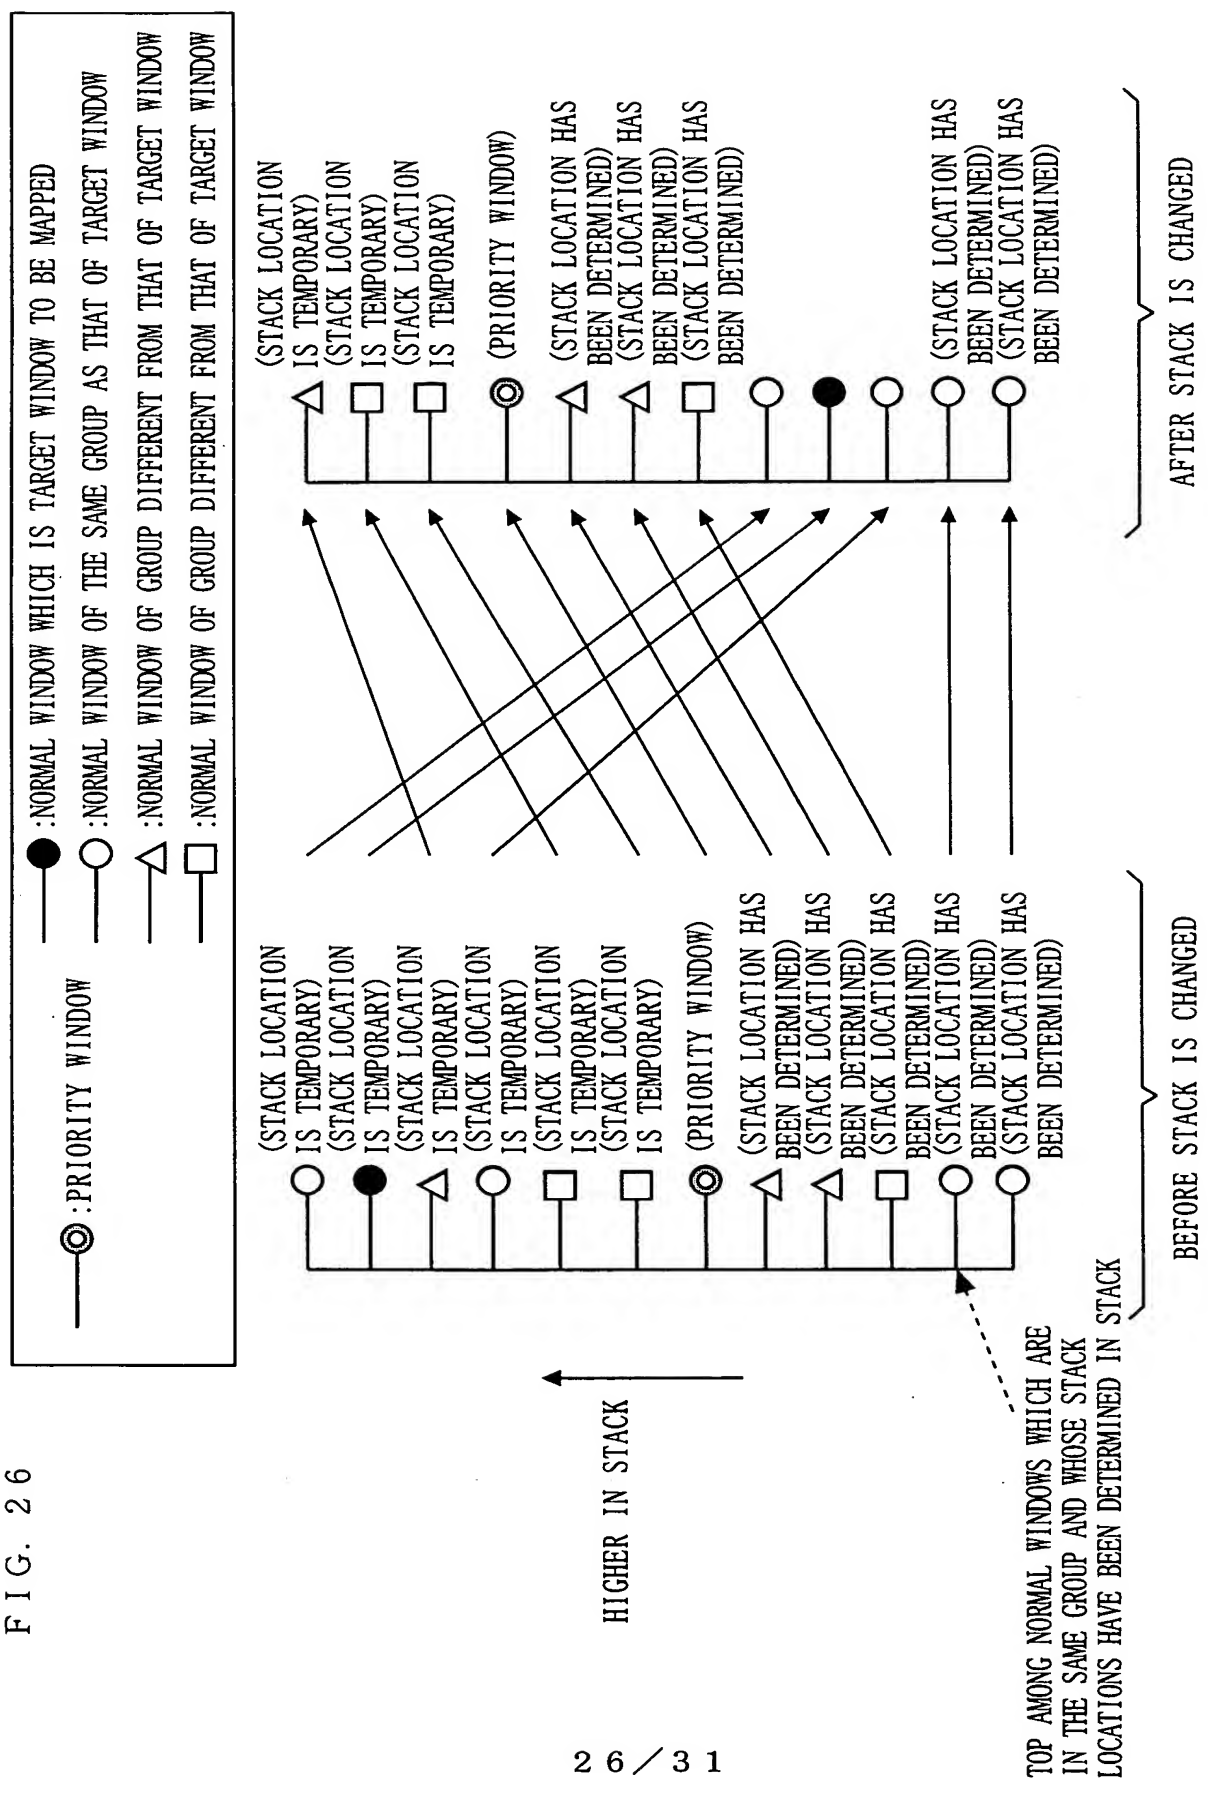 FIG. 26
:PRIORITY WINDOW
:NORMAL WINDOW WHICH IS TARGET WINDOW TO BE MAPPED
:NORMAL WINDOW OF THE SAME GROUP AS THAT OF TARGET WINDOW
:NORMAL WINDOW OF GROUP DIFFERENT FROM THAT OF TARGET WINDOW
:NORMAL WINDOW OF GROUP DIFFERENT FROM THAT OF TARGET WINDOW
HIGHER IN STACK
(STACK LOCATION
IS TEMPORARY)
(STACK LOCATION
IS TEMPORARY)
(STACK LOCATION
IS TEMPORARY)
(STACK LOCATION
IS TEMPORARY)
(STACK LOCATION
IS TEMPORARY)
(STACK LOCATION
IS TEMPORARY)
(PRIORITY WINDOW)
(STACK LOCATION HAS
BEEN DETERMINED)
(STACK LOCATION HAS
BEEN DETERMINED)
(STACK LOCATION HAS
BEEN DETERMINED)
(STACK LOCATION HAS
BEEN DETERMINED)
(STACK LOCATION HAS
BEEN DETERMINED)
TOP AMONG NORMAL WINDOWS WHICH ARE
IN THE SAME GROUP AND WHOSE STACK
LOCATIONS HAVE BEEN DETERMINED IN STACK
BEFORE STACK IS CHANGED
(STACK LOCATION
IS TEMPORARY)
(STACK LOCATION
IS TEMPORARY)
(STACK LOCATION
IS TEMPORARY)
(PRIORITY WINDOW)
(STACK LOCATION HAS
BEEN DETERMINED)
(STACK LOCATION HAS
BEEN DETERMINED)
(STACK LOCATION HAS
BEEN DETERMINED)
(STACK LOCATION HAS
BEEN DETERMINED)
(STACK LOCATION HAS
BEEN DETERMINED)
AFTER STACK IS CHANGED
26/31